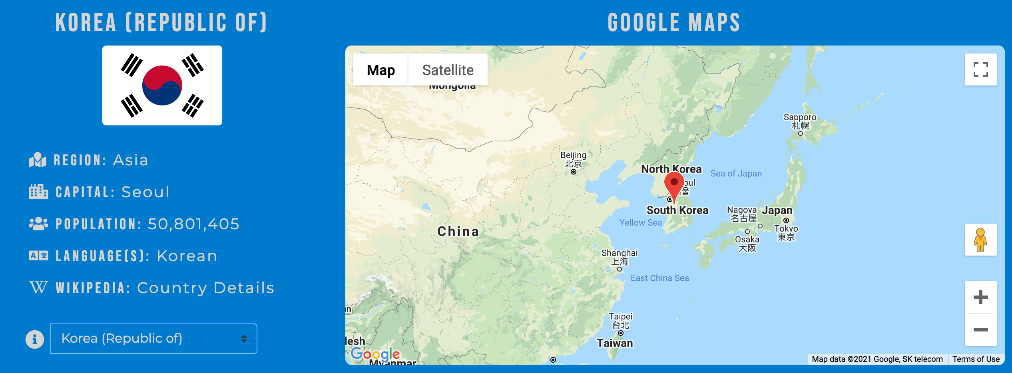 KOREA (REPUBLIC OF)
REGION: Asia
CAPITAL: Seoul
POPULATION: 50,801,405
LANGUAGE(S): Korean
WIKIPEDIA: Country Details
Korea (Republic of)
GOOGLE MAPS
Map
Satellite
Mongolia
Sapporo
札幌
Beijing
北京
North Korea
Sea of Japan
South Korea
Yellow Sea
Nagoya
名古屋
Japan
Tokyo
東京
Osaka
大阪
China
Shanghai
上海
East China Sea
Taipei
台北
Taiwan
Myanmar
Google
Map data ©2021 Google, SK telecom
Terms of Use